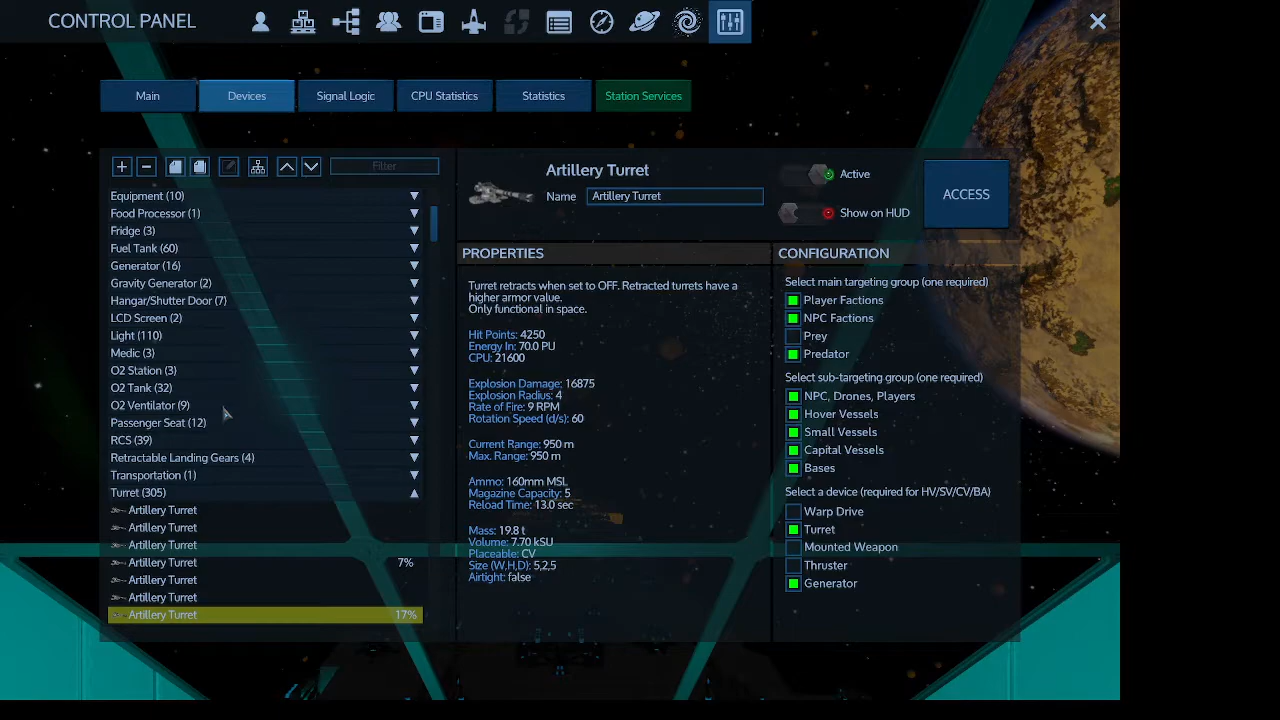 CONTROL PANEL
Main
Devices
Signal Logic
CPU Statistics
Statistics
Station Services
Filter
Equipment (10)
Food Processor (1)
Fridge (3)
Fuel Tank (60)
Generator (16)
Gravity Generator (2)
Hangar/Shutter Door (7)
LCD Screen (2)
Light (110)
Medic (3)
O2 Station (3)
O2 Tank (32)
O2 Ventilator (9)
Passenger Seat (12)
RCS (39)
Retractable Landing Gears (4)
Transportation (1)
Turret (305)
Artillery Turret
Artillery Turret
Artillery Turret
Artillery Turret 7%
Artillery Turret
Artillery Turret
Artillery Turret 17%
Artillery Turret
Name Artillery Turret
Active
Show on HUD
ACCESS
PROPERTIES
Turret retracts when set to OFF. Retracted turrets have a
higher armor value.
Only functional in space.
Hit Points: 4250
Energy In: 70.0 PU
CPU: 21600
Explosion Damage: 16875
Explosion Radius: 4
Rate of Fire: 9 RPM
Rotation Speed (d/s): 60
Current Range: 950 m
Max. Range: 950 m
Ammo: 160mm MSL
Magazine Capacity: 5
Reload Time: 13.0 sec
Mass: 19.8 t
Volume: 7.70 kSU
Placeable: CV
Size (W,H,D): 5,2,5
Airtight: false
CONFIGURATION
Select main targeting group (one required)
Player Factions
NPC Factions
Prey
Predator
Select sub-targeting group (one required)
NPC, Drones, Players
Hover Vessels
Small Vessels
Capital Vessels
Bases
Select a device (required for HV/SV/CV/BA)
Warp Drive
Turret
Mounted Weapon
Thruster
Generator